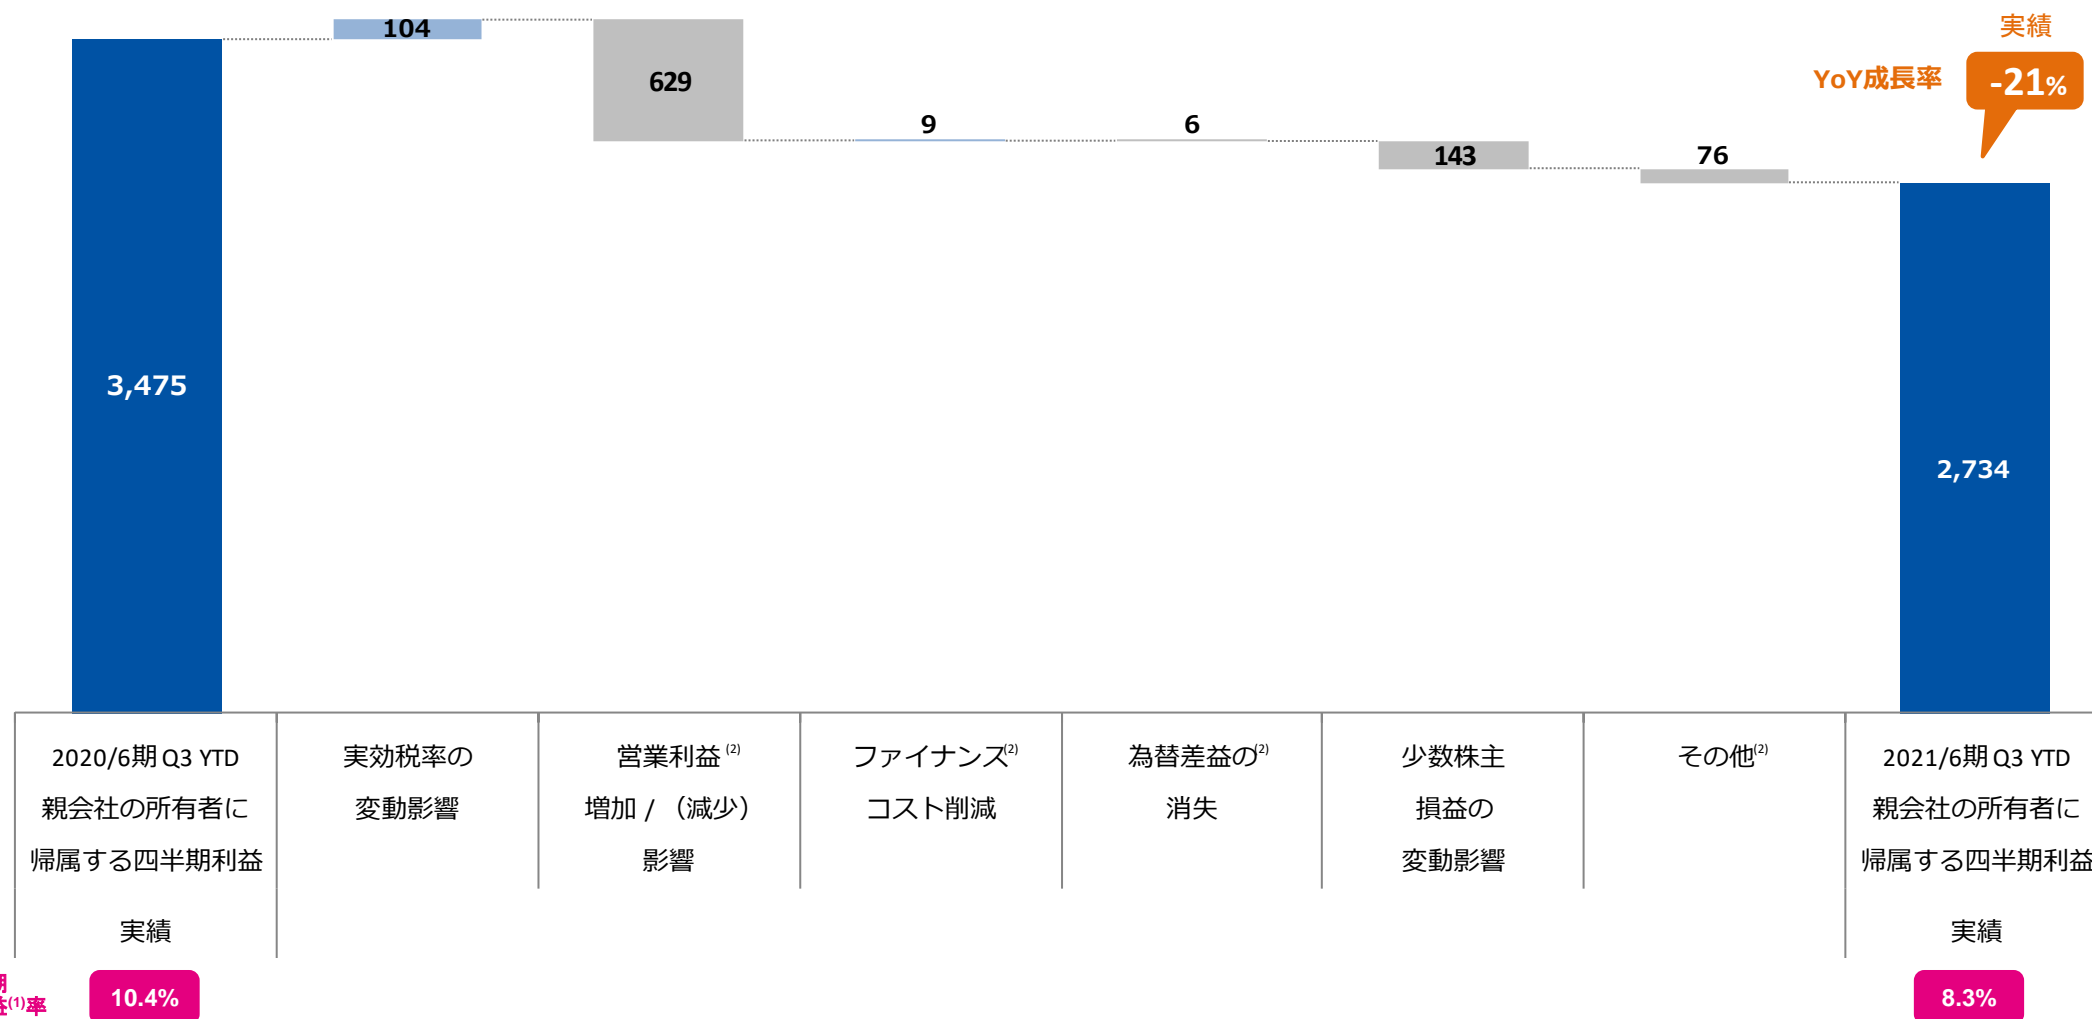 実績
YoY成長率
-21%
104
629
9
6
143
76
3,475
2,734
2020/6期 Q3 YTD
親会社の所有者に
帰属する四半期利益
実績
実効税率の
変動影響
営業利益(2)
増加 / (減少)
影響
ファイナンス(2)
コスト削減
為替差益の(2)
消失
少数株主
損益の
変動影響
その他(2)
2021/6期 Q3 YTD
親会社の所有者に
帰属する四半期利益
実績
期
益(1)率
10.4%
8.3%